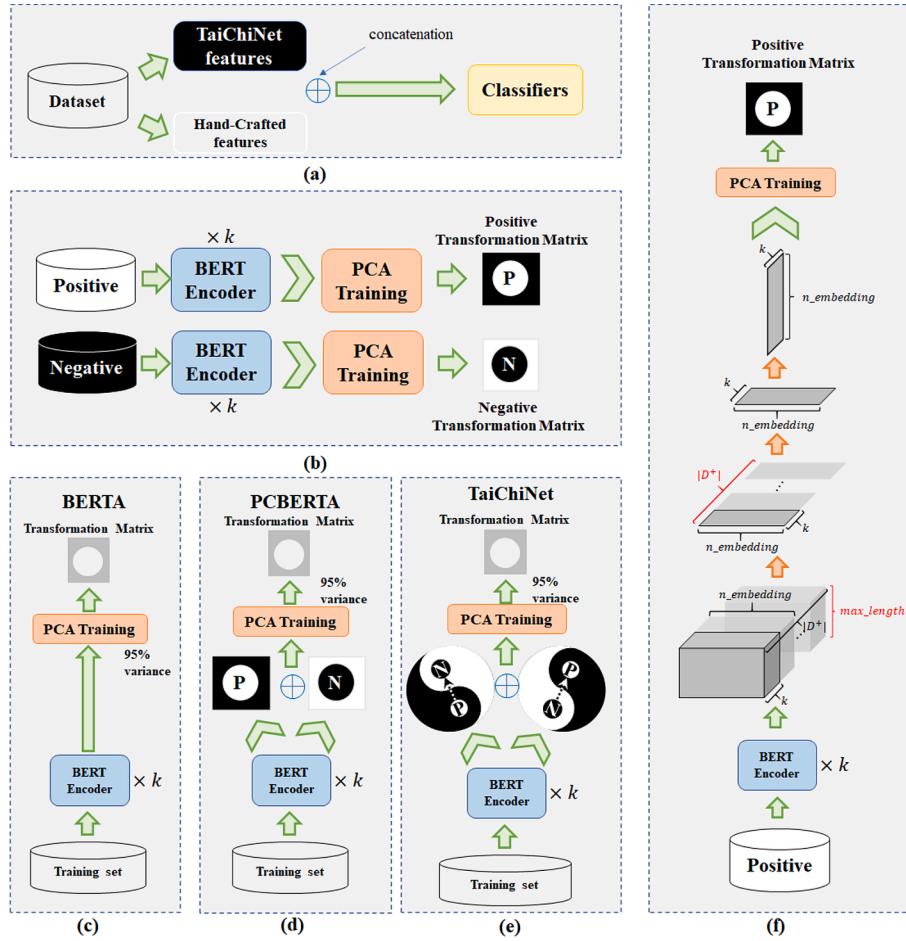 TaiChiNet
features
concatenation
Dataset
Classifiers
Hand-Crafted
features
(a)
× k
Positive
Transformation Matrix
Positive
BERT
Encoder
PCA
Training
P
Negative
BERT
Encoder
PCA
Training
N
× k
Negative
Transformation Matrix
(b)
BERTA
Transformation Matrix
PCA Training
95%
variance
BERT
Encoder
× k
Training set
(c)
PCBERTA
Transformation Matrix
95%
variance
PCA Training
P
N
BERT
Encoder
× k
Training set
(d)
TaiChiNet
Transformation Matrix
95%
variance
PCA Training
N
P
P
N
BERT
Encoder
× k
Training set
(e)
Positive
Transformation Matrix
P
PCA Training
k
n_embedding
k
n_embedding
|D⁺|
...
k
n_embedding
n_embedding
max_length
...
|D⁺|
k
BERT
Encoder
× k
Positive
(f)